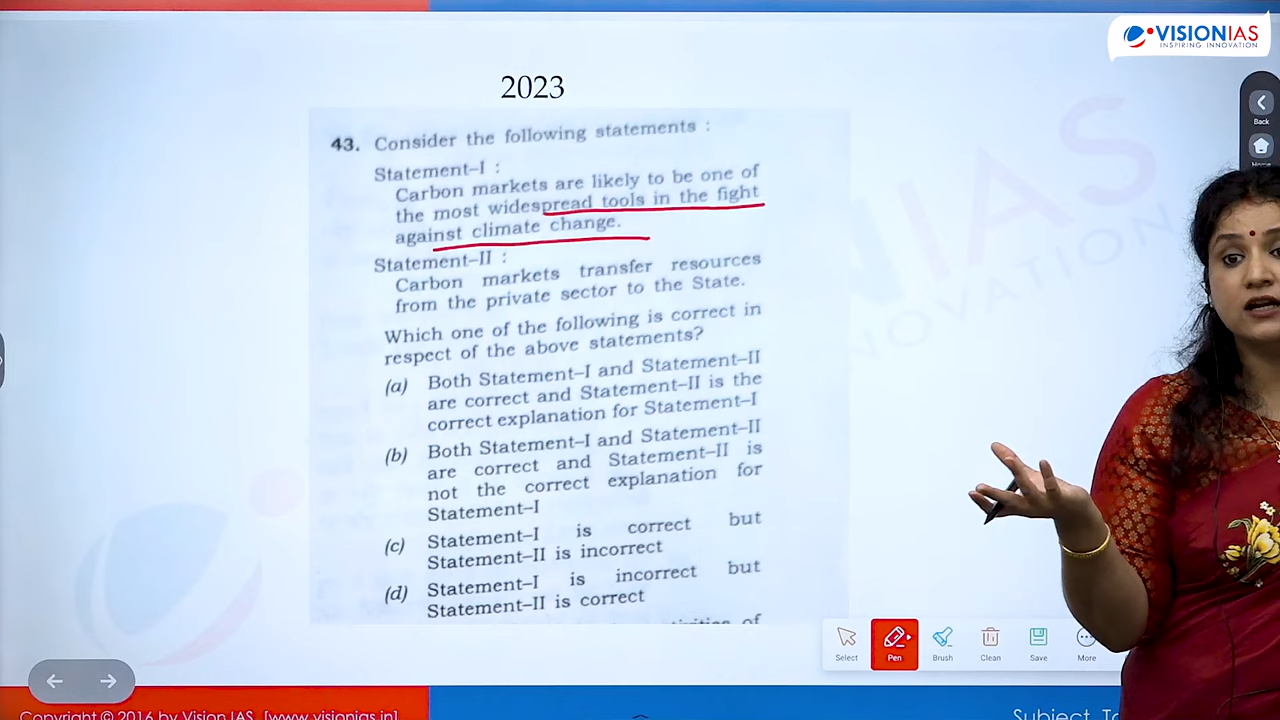 VISIONIAS
INSPIRING INNOVATION
2023
Back
43. Consider the following statements :
Statement–I :
Carbon markets are likely to be one of
the most widespread tools in the fight
against climate change.
Statement–II :
Carbon markets transfer resources
from the private sector to the State.
Which one of the following is correct in
respect of the above statements?
(a) Both Statement–I and Statement–II
are correct and Statement–II is the
correct explanation for Statement–I
(b) Both Statement–I and Statement–II
are correct and Statement–II is
not the correct explanation for
Statement–I
(c) Statement–I is correct but
Statement–II is incorrect
(d) Statement–I is incorrect but
Statement–II is correct
of
Select
Pen
Brush
Clean
Save
More
Copyright © 2016 by Vision IAS [www.visionias.in]
Subject